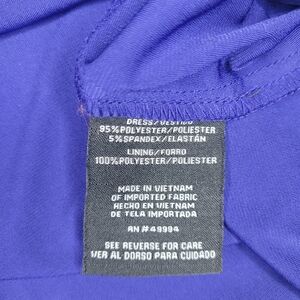 DRESS/VESTIDO
95%POLYESTER/POLIESTER
5%SPANDEX/ELASTÁN
LINING/FORRO
100%POLYESTER/POLIESTER
MADE IN VIETNAM
OF IMPORTED FABRIC
HECHO EN VIETNAM
DE TELA IMPORTADA
RN #49994
SEE REVERSE FOR CARE
VER AL DORSO PARA CUIDADO